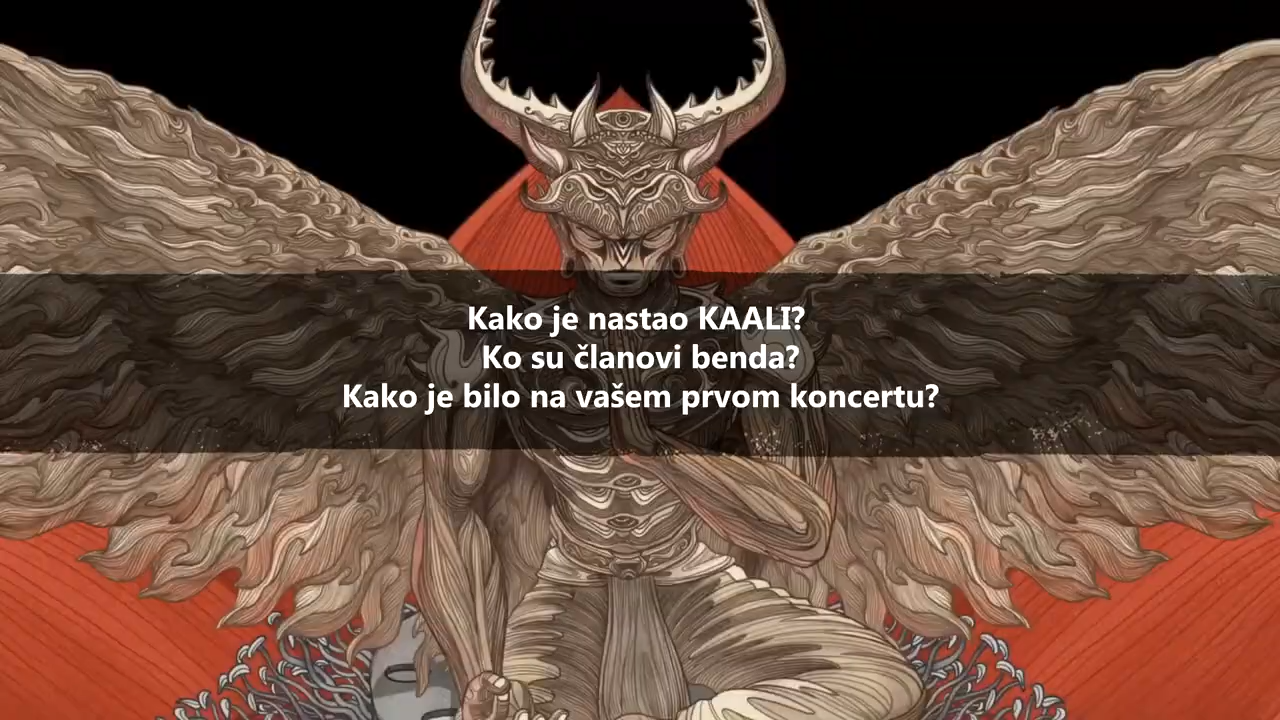 Kako je nastao KAALI?
Ko su članovi benda?
Kako je bilo na vašem prvom koncertu?